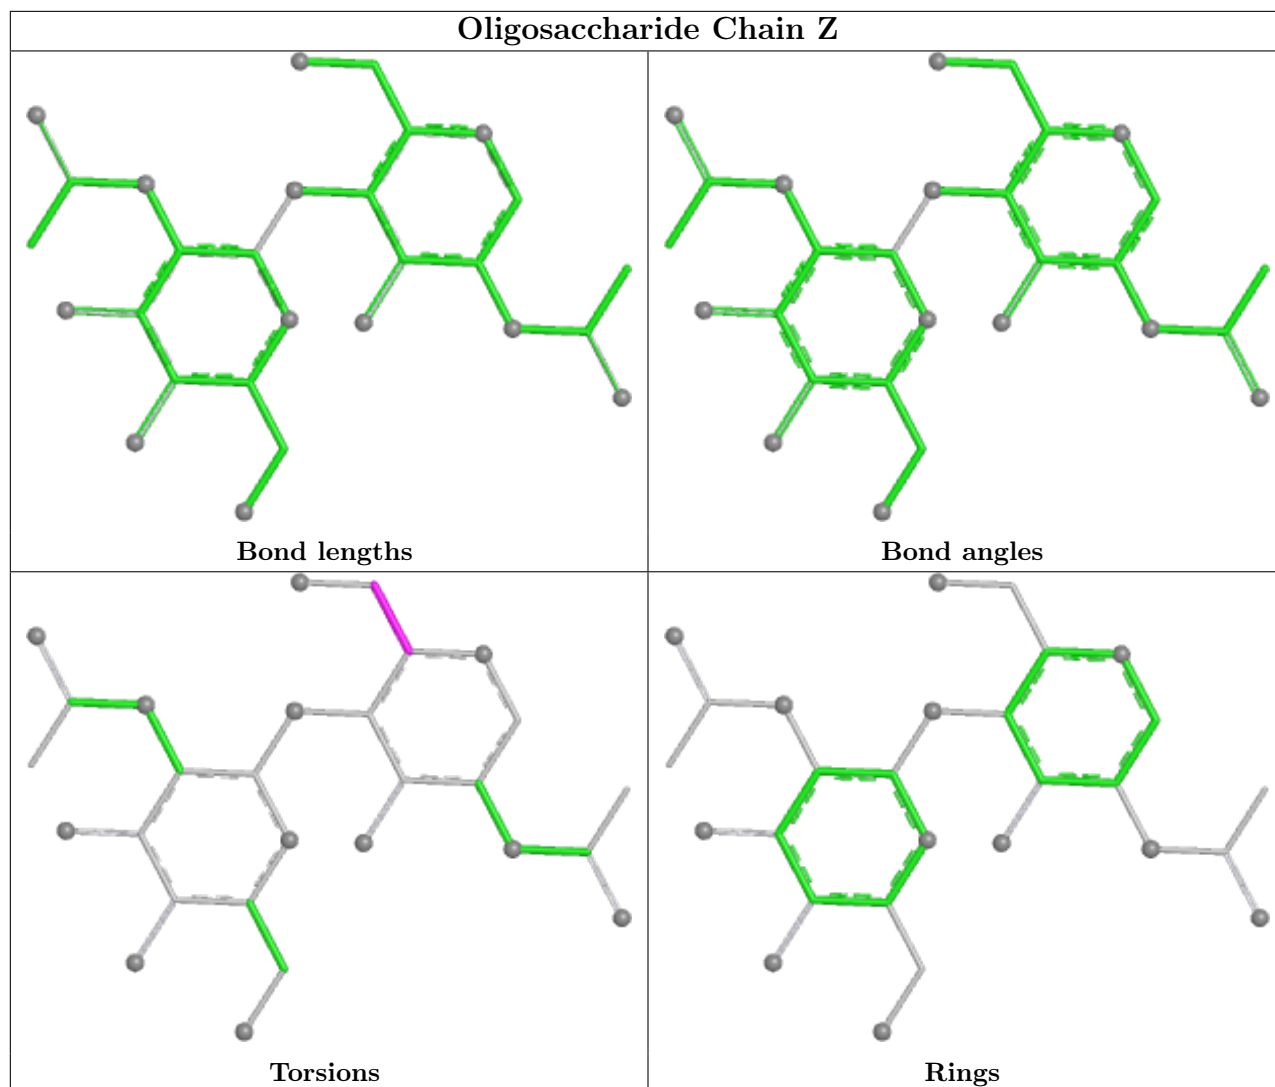 Oligosaccharide Chain Z
Bond lengths
Bond angles
Torsions
Rings